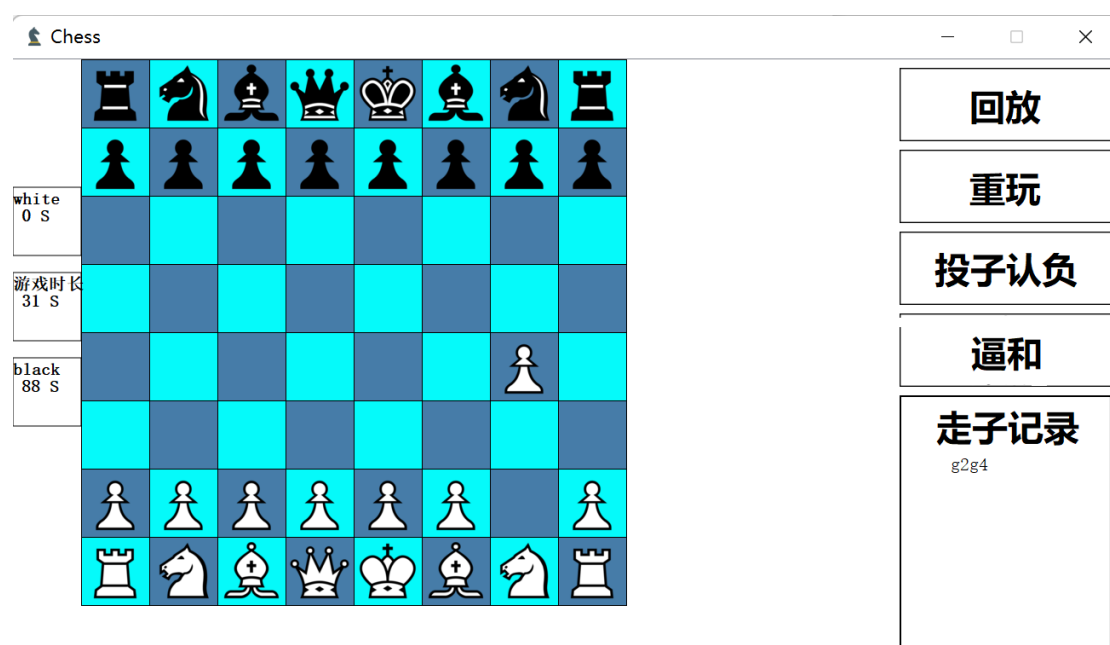 Chess
white
0 S
游戏时长
31 S
black
88 S
回放
重玩
投子认负
逼和
走子记录
g2g4